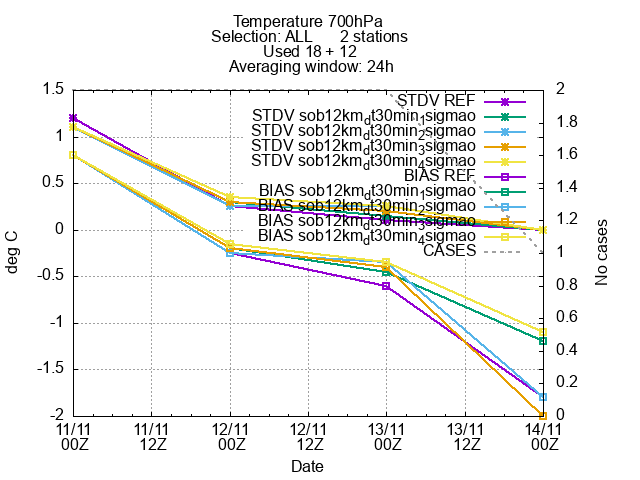 Temperature 700hPa
Selection: ALL 2 stations
Used 18 + 12
Averaging window: 24h
1.5
1
0.5
0
-0.5
-1
-1.5
-2
deg C
2
1.8
1.6
1.4
1.2
1
0.8
0.6
0.4
0.2
0
No cases
STDV REF
STDV sob12km_dt30min_1sigmao
STDV sob12km_dt30min_2sigmao
STDV sob12km_dt30min_3sigmao
STDV sob12km_dt30min_4sigmao
BIAS REF
BIAS sob12km_dt30min_1sigmao
BIAS sob12km_dt30min_2sigmao
BIAS sob12km_dt30min_3sigmao
BIAS sob12km_dt30min_4sigmao
CASES
11/11 11/11 12/11 12/11 13/11 13/11 14/11
00Z 12Z 00Z 12Z 00Z 12Z 00Z
Date